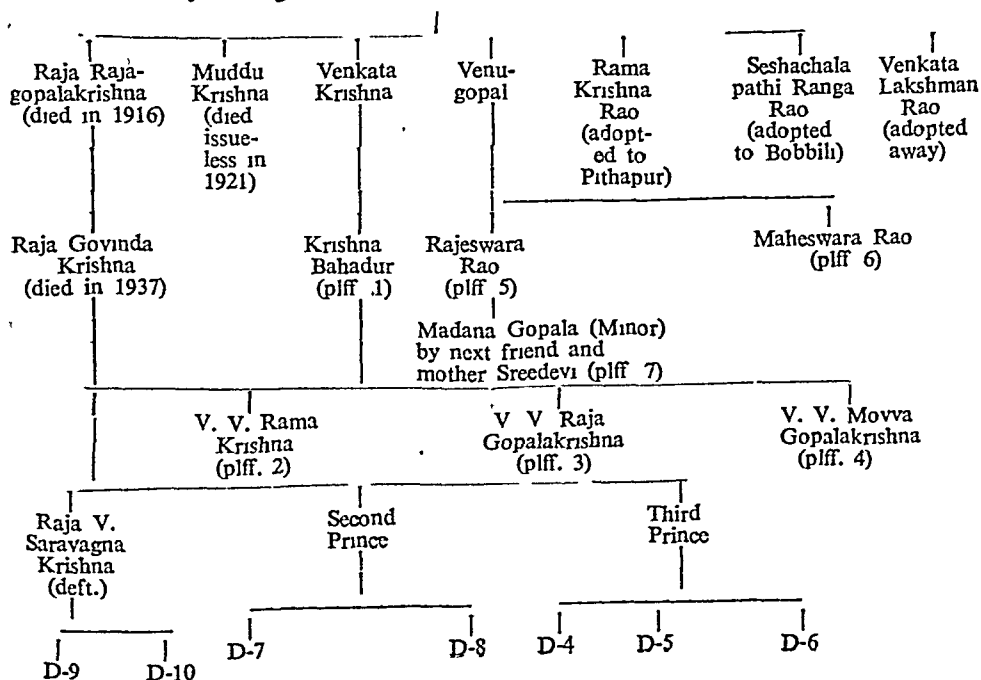 Raja Raja-
gopalakrishna
(died in 1916)
Muddu
Krishna
(died
issue-
less in
1921)
Venkata
Krishna
Venu-
gopal
Rama
Krishna
Rao
(adopt-
ed to
Pithapur)
Seshachala
pathi Ranga
Rao
(adopted
to Bobbili)
Venkata
Lakshman
Rao
(adopted
away)
Raja Govinda
Krishna
(died in 1937)
Krishna
Bahadur
(plff .1)
Rajeswara
Rao
(plff 5)
Maheswara Rao
(plff 6)
Madana Gopala (Minor)
by next friend and
mother Sreedevi (plff 7)
V. V. Rama
Krishna
(plff. 2)
V V Raja
Gopalakrishna
(plff. 3)
V. V. Movva
Gopalakrishna
(plff. 4)
Raja V.
Saravagna
Krishna
(deft.)
Second
Prince
Third
Prince
D-9
D-10
D-7
D-8
D-4
D-5
D-6